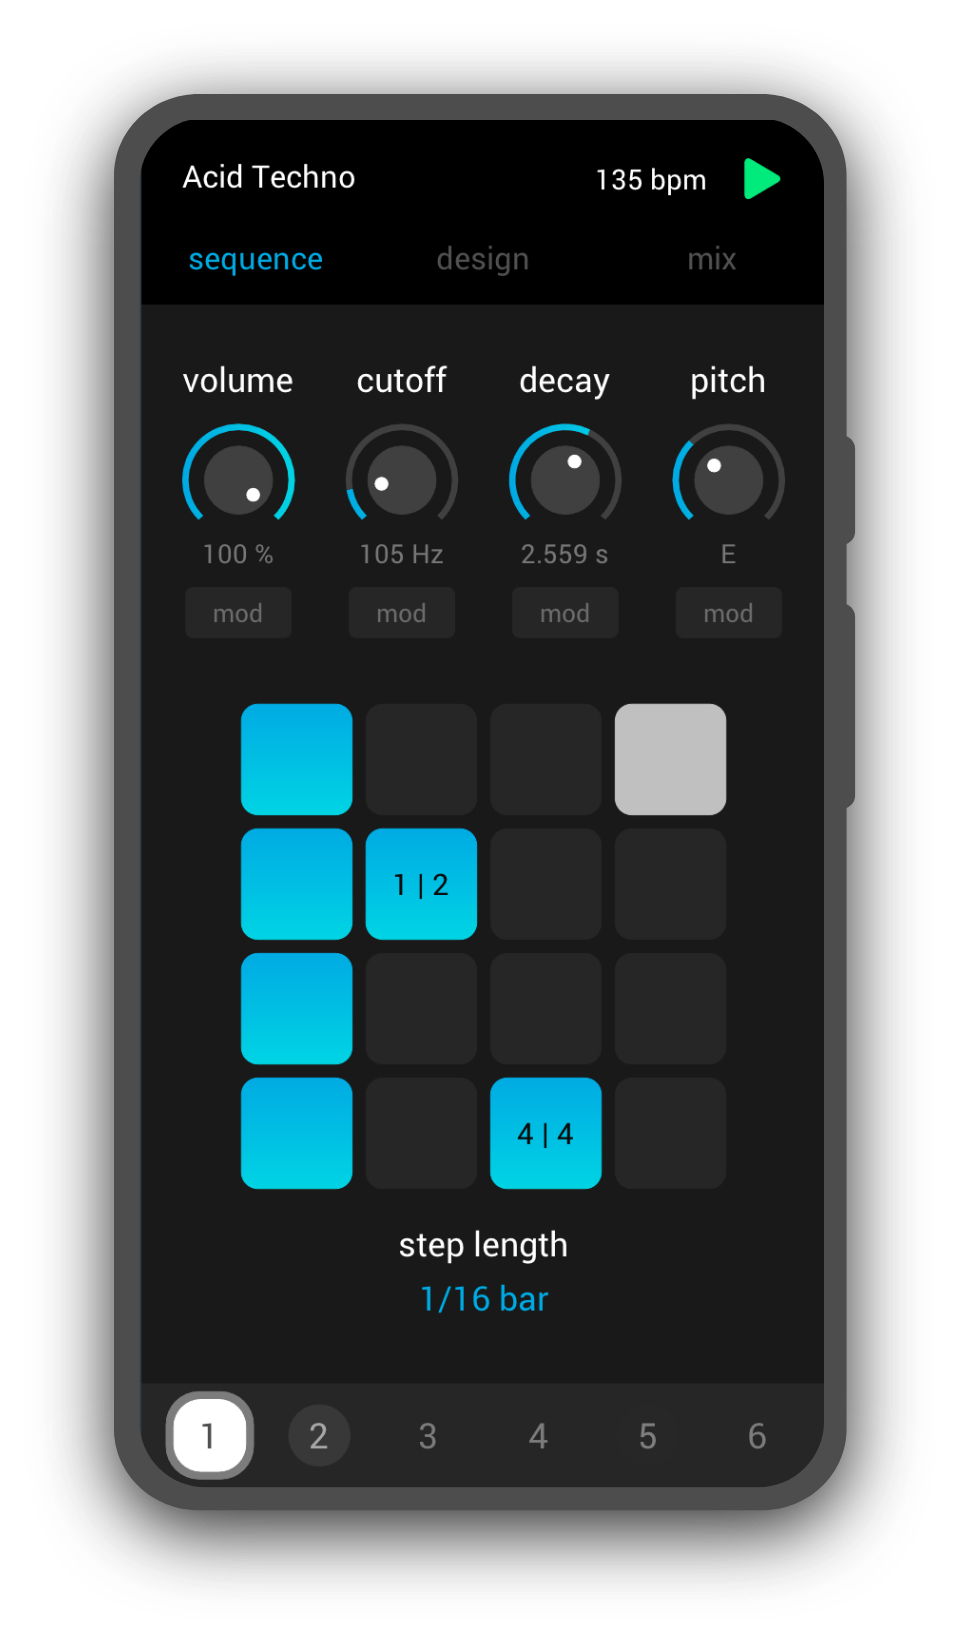 Acid Techno
135 bpm
sequence design mix
volume cutoff decay pitch
100 % 105 Hz 2.559 s E
mod mod mod mod
1 | 2
4 | 4
step length
1/16 bar
1 2 3 4 5 6